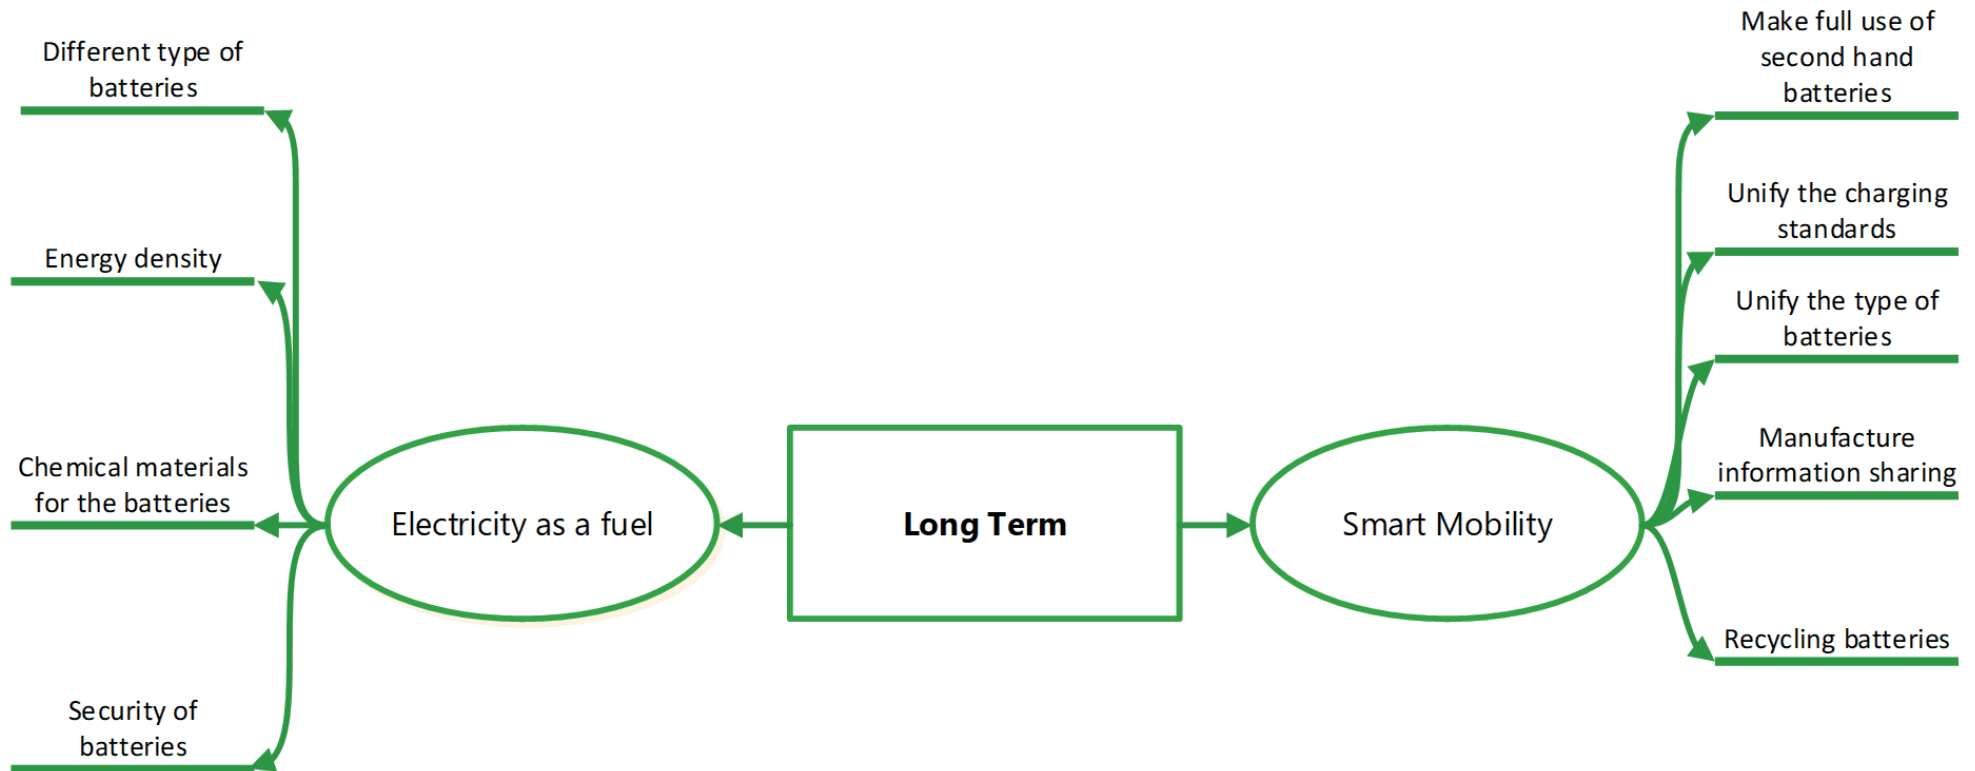 Different type of
batteries
Energy density
Chemical materials
for the batteries
Security of
batteries
Electricity as a fuel
Long Term
Smart Mobility
Make full use of
second hand
batteries
Unify the charging
standards
Unify the type of
batteries
Manufacture
information sharing
Recycling batteries